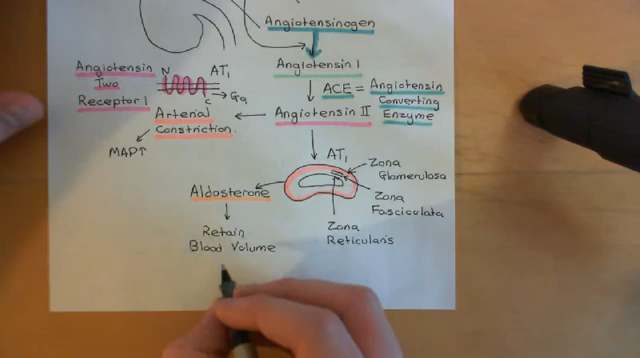 Angiotensinogen
Angiotensin I
ACE = Angiotensin
Converting
Enzyme
Angiotensin
Two
Receptor 1
N
AT₁
C
Gq
Arterial
Constriction.
Angiotensin II
MAP↑
AT₁
Zona
Glomerulosa
Zona
Fasciculata
Zona
Reticularis
Aldosterone
Retain
Blood Volume